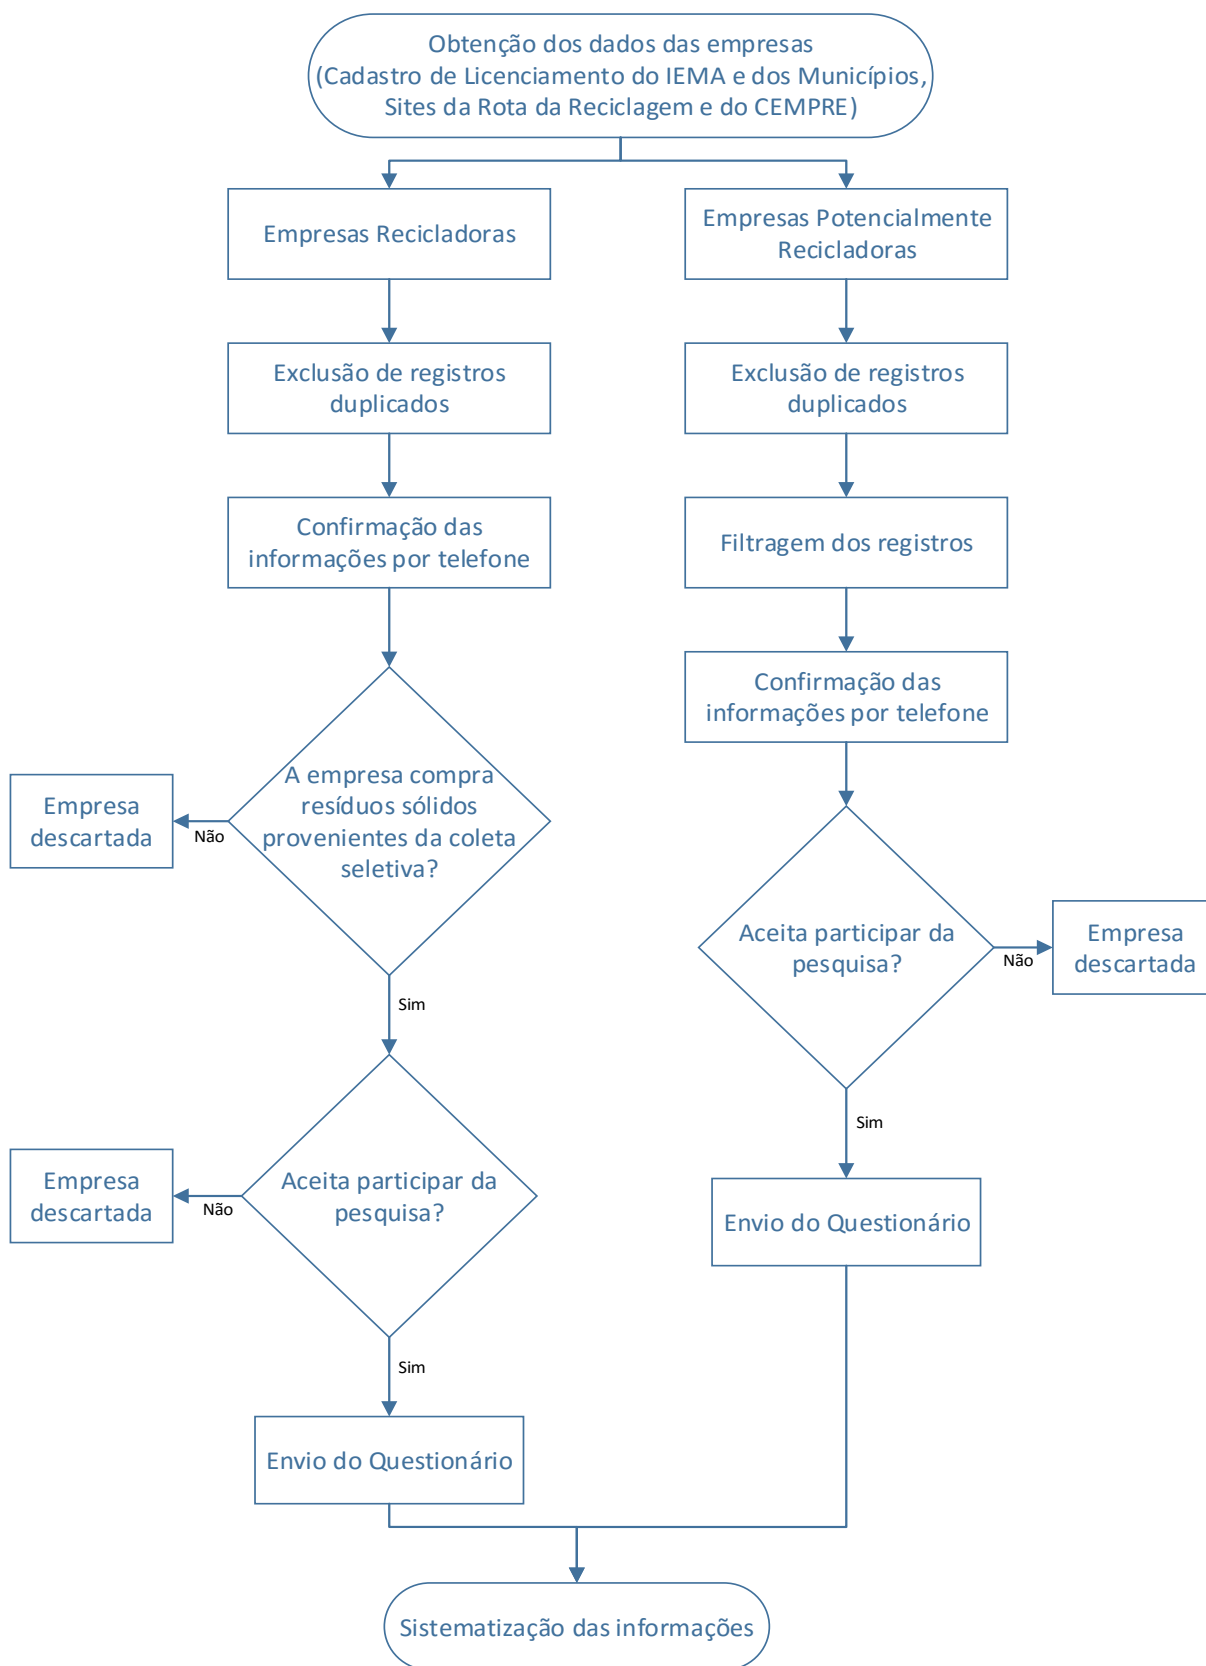 Obtenção dos dados das empresas
(Cadastro de Licenciamento do IEMA e dos Municípios,
Sites da Rota da Reciclagem e do CEMPRE)
Empresas Recicladoras
Empresas Potencialmente
Recicladoras
Exclusão de registros
duplicados
Exclusão de registros
duplicados
Confirmação das
informações por telefone
Filtragem dos registros
Confirmação das
informações por telefone
A empresa compra
resíduos sólidos
provenientes da coleta
seletiva?
Não
Empresa
descartada
Sim
Aceita participar da
pesquisa?
Não
Empresa
descartada
Sim
Aceita participar da
pesquisa?
Não
Empresa
descartada
Sim
Envio do Questionário
Envio do Questionário
Sistematização das informações